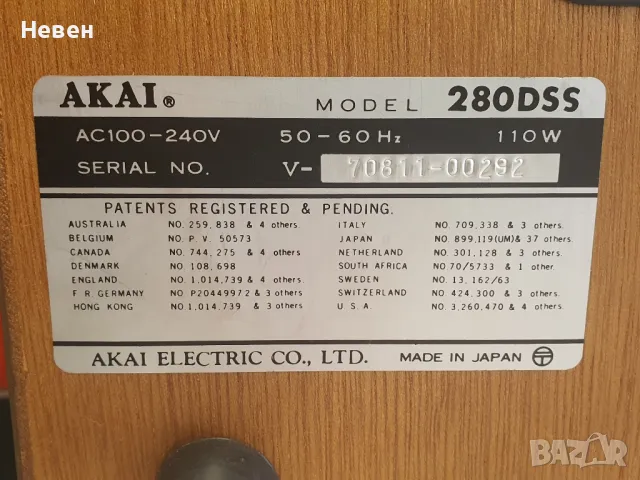 Невен
AKAI® MODEL 280DSS
AC100-240V 50-60Hz 110W
SERIAL NO. V- 70811-00292
PATENTS REGISTERED & PENDING.
AUSTRALIA NO. 259,838 & 4 others. ITALY NO. 709,338 & 3 others.
BELGIUM NO. P. V. 50573 JAPAN NO 899,119(UM)& 37 others.
CANADA NO. 744,275 & 4 others. NETHERLAND NO. 301,128 & 3 others.
DENMARK NO. 108,698 SOUTH AFRICA NO 70/5733 & 1 other.
ENGLAND. NO. 1,014,739 & 3 others. SWEDEN NO. 13,162/63
F R. GERMANY NO. P20449972 & 3 others. SWITZERLAND NO. 424,300 & 3 others.
HONG KONG NO. 1,014,739 & 3 others. U. S. A. NO. 3,260,470 & 4 others.
AKAI ELECTRIC CO., LTD. MADE IN JAPAN
BAZAR